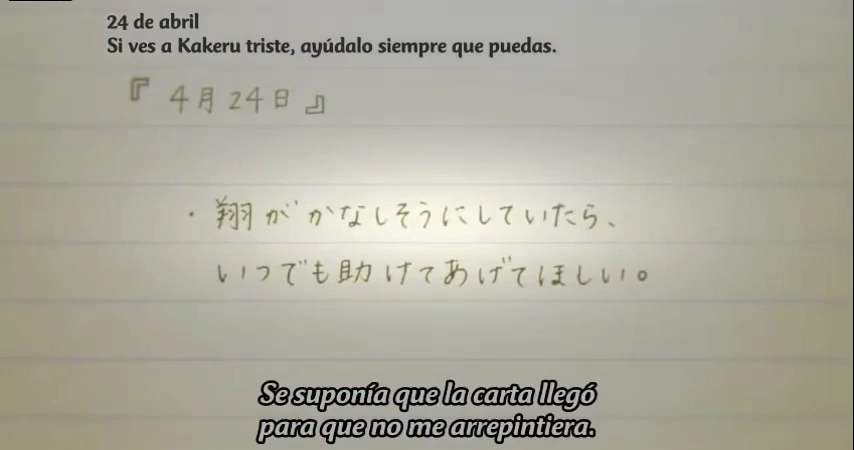 24 de abril
Si ves a Kakeru triste, ayúdalo siempre que puedas.
『 4月24日 』
・翔がかなしそうにしていたら、
いつでも助けてあげてほしい。
Se suponía que la carta llegó
para que no me arrepintiera.